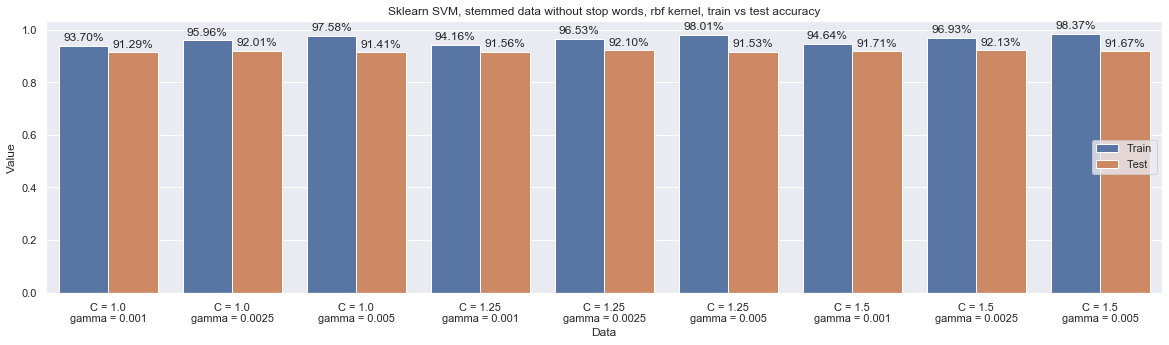 Sklearn SVM, stemmed data without stop words, rbf kernel, train vs test accuracy
Value
1.0
0.8
0.6
0.4
0.2
0.0
93.70%
91.29%
95.96%
92.01%
97.58%
91.41%
94.16%
91.56%
96.53%
92.10%
98.01%
91.53%
94.64%
91.71%
96.93%
92.13%
98.37%
91.67%
Train
Test
C = 1.0
gamma = 0.001
C = 1.0
gamma = 0.0025
C = 1.0
gamma = 0.005
C = 1.25
gamma = 0.001
C = 1.25
gamma = 0.0025
C = 1.25
gamma = 0.005
C = 1.5
gamma = 0.001
C = 1.5
gamma = 0.0025
C = 1.5
gamma = 0.005
Data